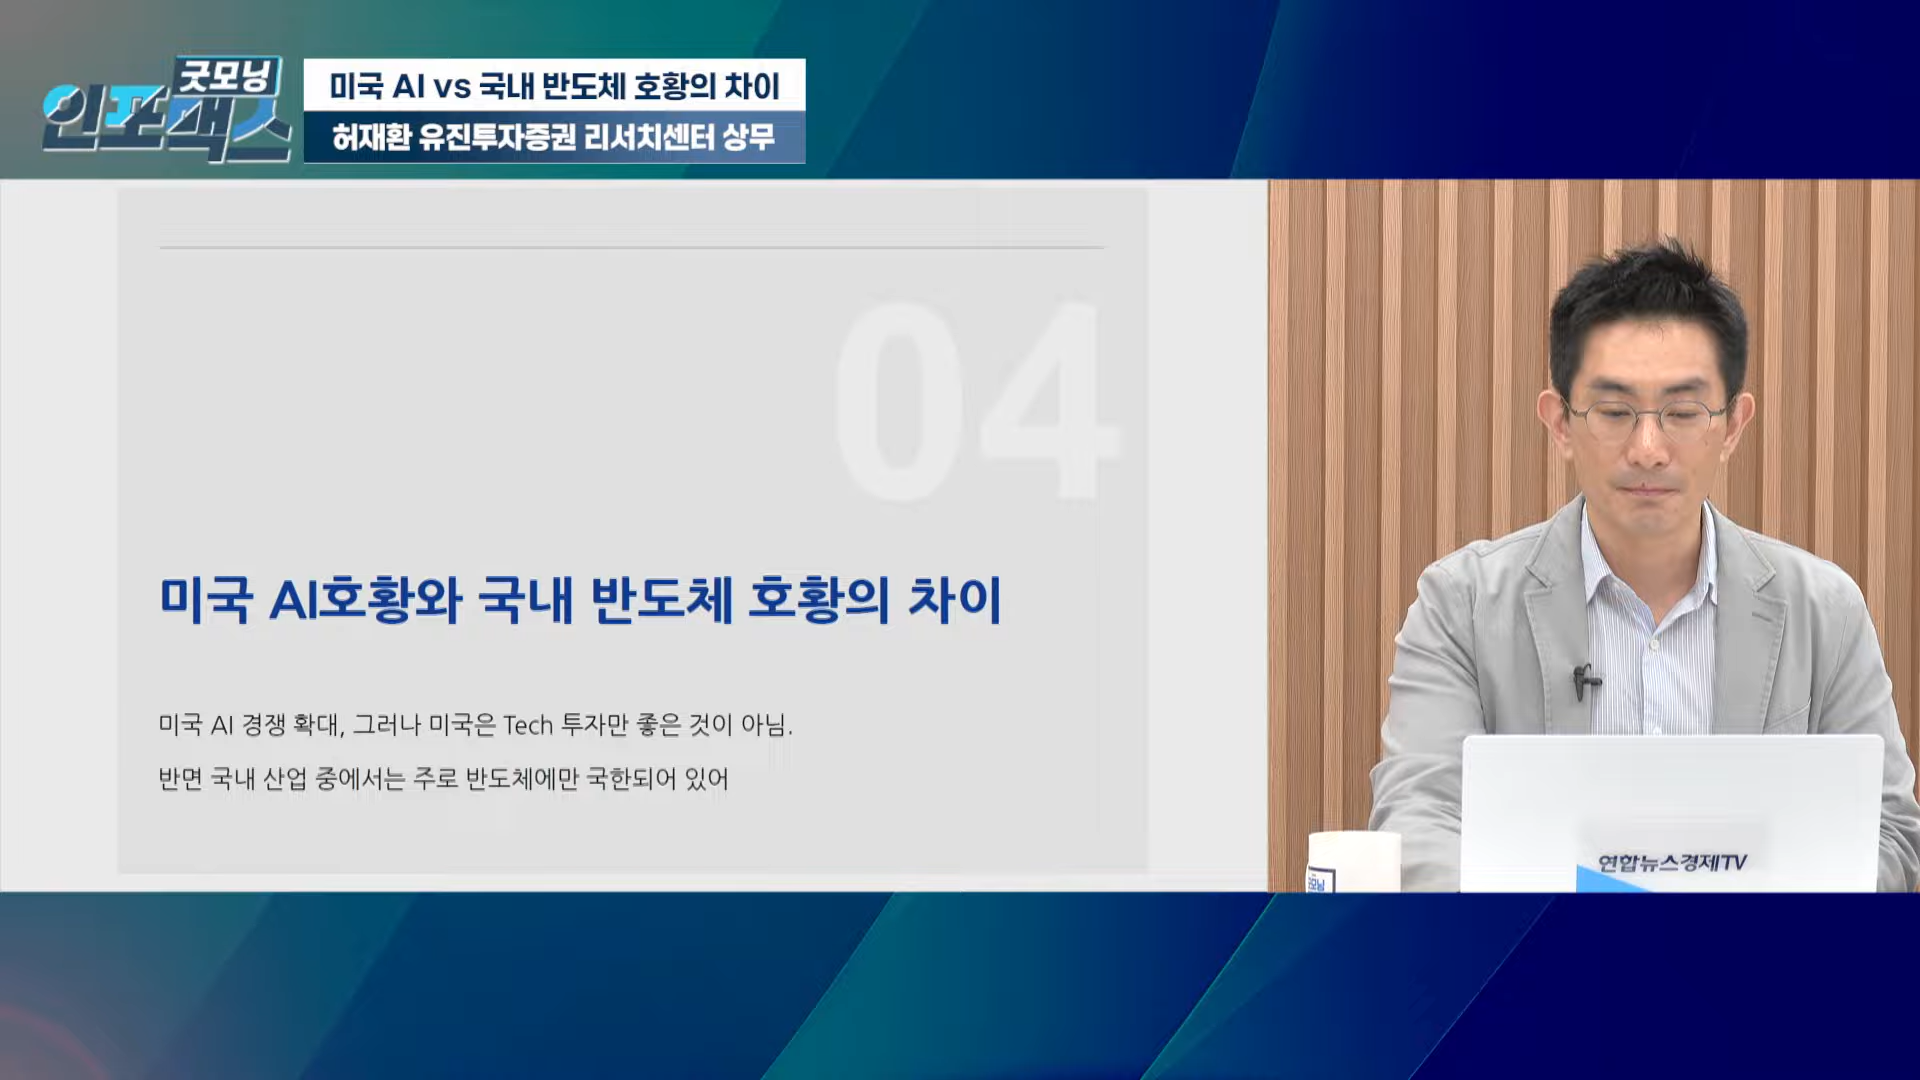 굿모닝
인포맥스
미국 AI vs 국내 반도체 호황의 차이
허재환 유진투자증권 리서치센터 상무
04
미국 AI호황와 국내 반도체 호황의 차이
미국 AI 경쟁 확대, 그러나 미국은 Tech 투자만 좋은 것이 아님.
반면 국내 산업 중에서는 주로 반도체에만 국한되어 있어
연합뉴스경제TV